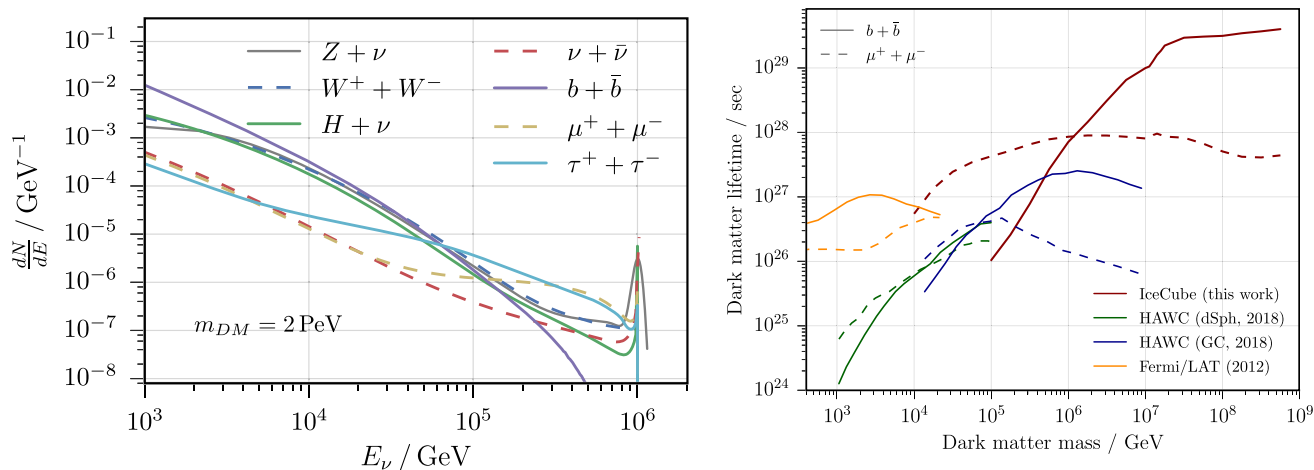 10⁻¹
10⁻²
10⁻³
10⁻⁴
10⁻⁵
10⁻⁶
10⁻⁷
10⁻⁸
dN/dE / GeV⁻¹
Z + ν
W⁺ + W⁻
H + ν
ν + ν̄
b + b̄
μ⁺ + μ⁻
τ⁺ + τ⁻
m_DM = 2 PeV
10³ 10⁴ 10⁵ 10⁶
E_ν / GeV
b + b̄
μ⁺ + μ⁻
10²⁹
10²⁸
10²⁷
10²⁶
10²⁵
10²⁴
Dark matter lifetime / sec
IceCube (this work)
HAWC (dSph, 2018)
HAWC (GC, 2018)
Fermi/LAT (2012)
10³ 10⁴ 10⁵ 10⁶ 10⁷ 10⁸ 10⁹
Dark matter mass / GeV